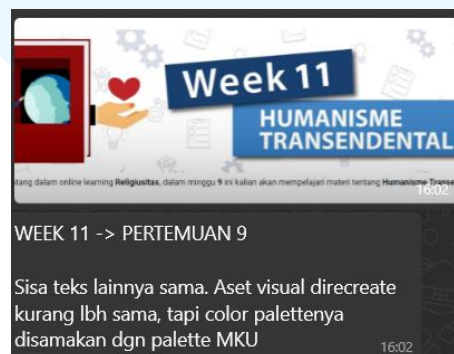 Week 11
HUMANISME
TRANSENDENTAL
tang dalam online learning Religiusitas, dalam minggu 9 ini kalian akan mempelajari materi tentang Humanisme Transe
16:02
WEEK 11 -> PERTEMUAN 9
Sisa teks lainnya sama. Aset visual direcreate
kurang lbh sama, tapi color palettenya
disamakan dgn palette MKU
16:02